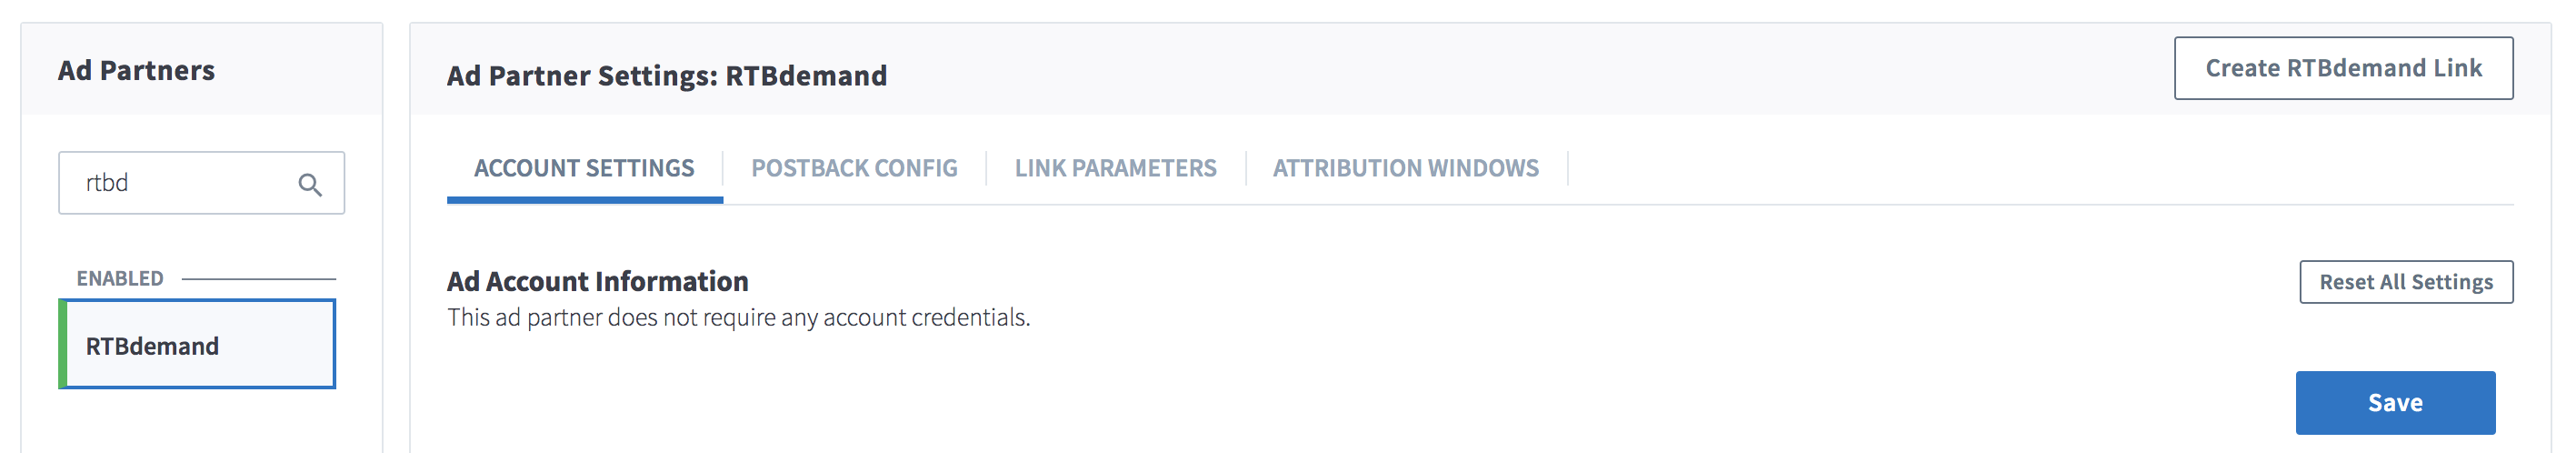 Ad Partners
rtbd
ENABLED
RTBdemand
Ad Partner Settings: RTBdemand
Create RTBdemand Link
ACCOUNT SETTINGS
POSTBACK CONFIG
LINK PARAMETERS
ATTRIBUTION WINDOWS
Ad Account Information
Reset All Settings
This ad partner does not require any account credentials.
Save